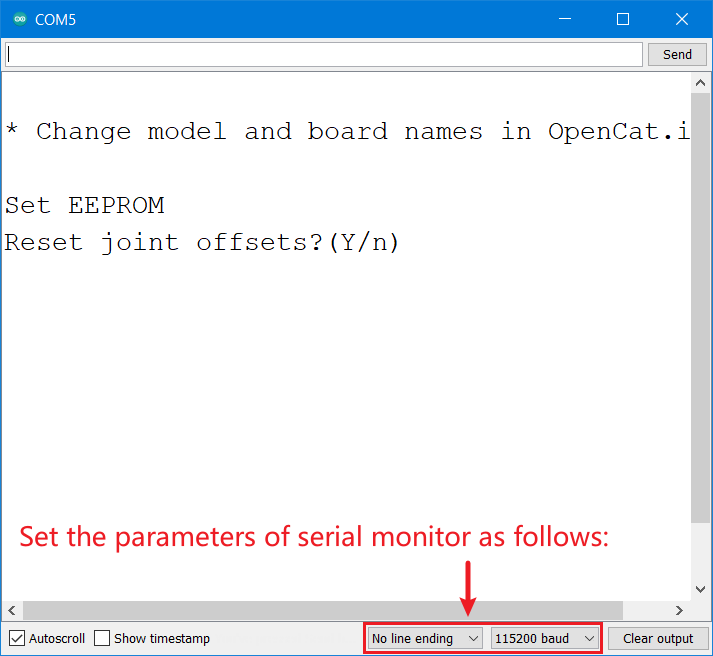 COM5
Send
* Change model and board names in OpenCat.i
Set EEPROM
Reset joint offsets?(Y/n)
Set the parameters of serial monitor as follows:
Autoscroll Show timestamp No line ending 115200 baud Clear output